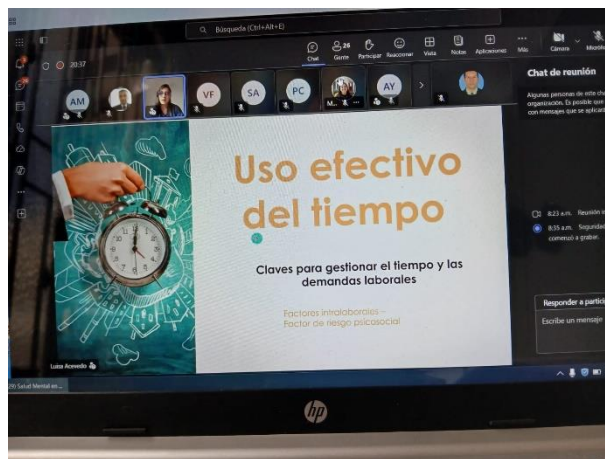 Búsqueda (Ctrl+Alt+E)
20:37
26
Chat
Gente
Participar
Reaccionar
Vista
Notas
Aplicaciones
Más
Cámara
AM
VF
SA
PC
M...
AY
Chat de reunión
Algunas personas de este
organización. Es posible que
con mensajes que se
Uso efectivo
del tiempo
Claves para gestionar el tiempo y las
demandas laborales
Factores intralaborales –
Factor de riesgo psicosocial
8:23 a.m. Reunión
8:35 a.m.
comenzó a grabar.
Responder a
Escribe un mensaje
Luisa Acevedo
Salud Mental en ...
hp